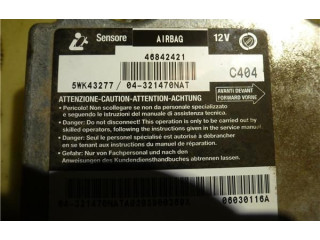 Sensore AIRBAG 12V
46842421
5WK43277 / 04-321470NAT C404
ATTENZIONE-CAUTION-ATTENTION-ACHTUNG
AVANTI DEVANT
FORWARD VORNE
• Pericolo! Non scollegare se non da personale specializzato
e seguendo le istruzioni del manuale di assistenza tecnico.
• Danger: Do not disconnect! This operation is only to be carried out by
skilled operators, following the instructions given in the service manual
• Danger: Seul le personnel spécialisé est autorisé à débrancher l'appareil
en se tenant aux instructions du manuel de réparation.
• Gefahr: Nur von Fachpersonal und nach den
Anweisungen des Kundendiensthandbuches abtrennen lassen.
06030116A